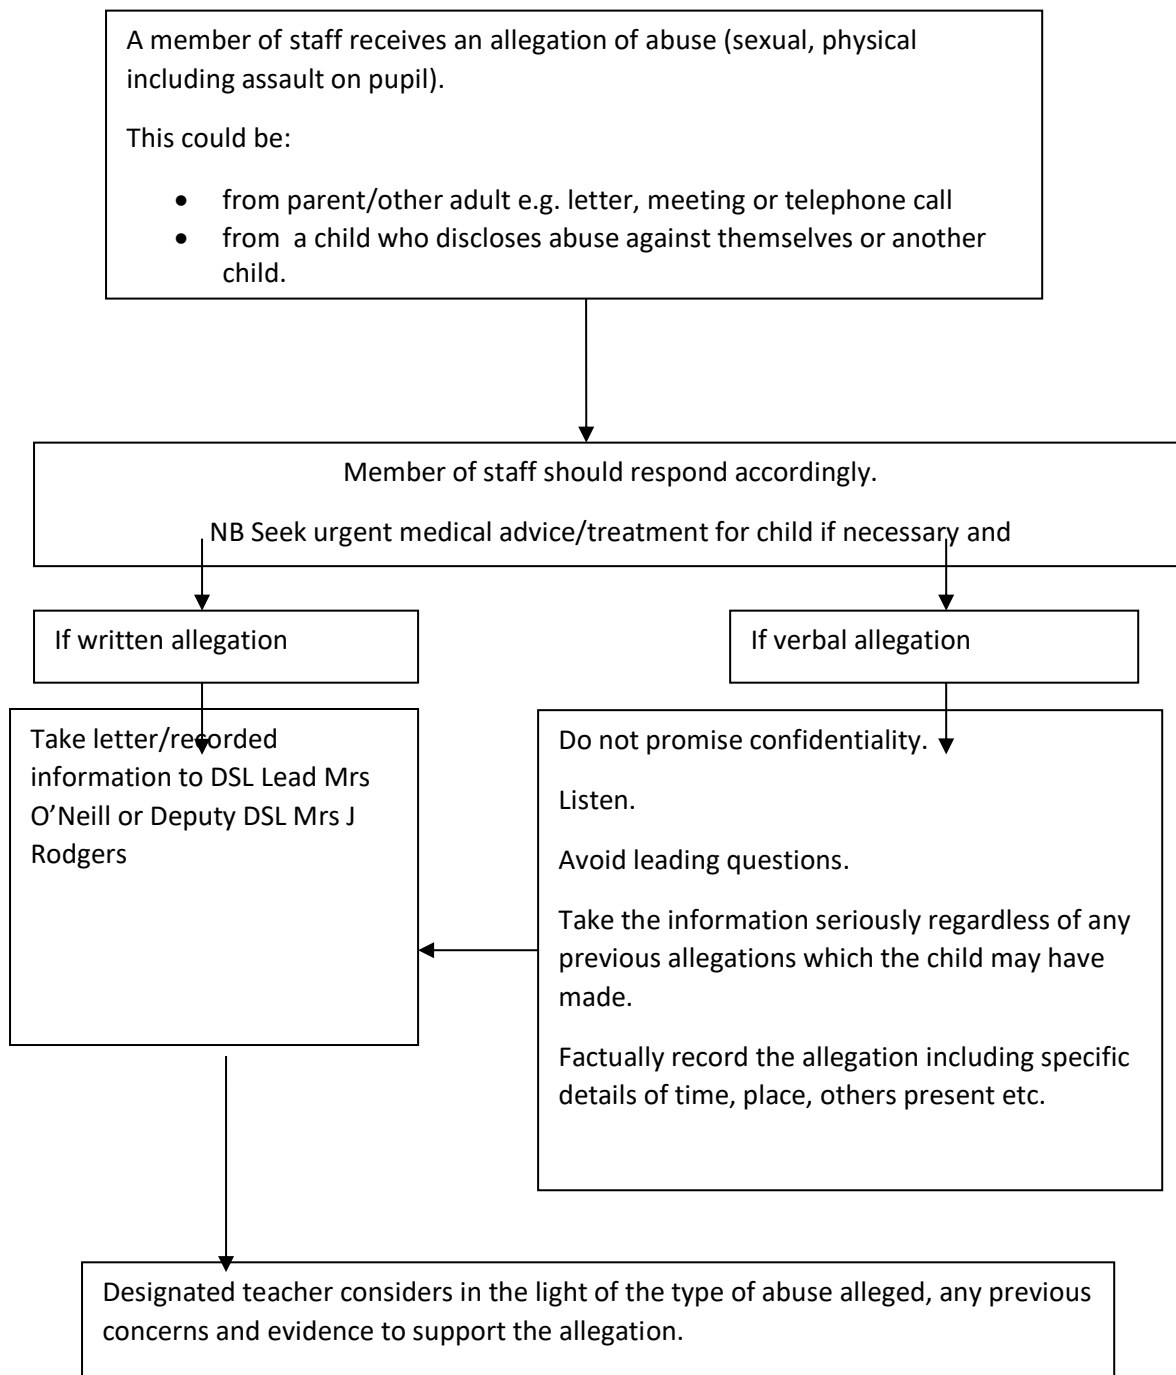 A member of staff receives an allegation of abuse (sexual, physical
including assault on pupil).
This could be:
• from parent/other adult e.g. letter, meeting or telephone call
• from  a child who discloses abuse against themselves or another
child.
Member of staff should respond accordingly.
NB Seek urgent medical advice/treatment for child if necessary and
If written allegation
If verbal allegation
Take letter/recorded
information to DSL Lead Mrs
O’Neill or Deputy DSL Mrs J
Rodgers
Do not promise confidentiality.
Listen.
Avoid leading questions.
Take the information seriously regardless of any
previous allegations which the child may have
made.
Factually record the allegation including specific
details of time, place, others present etc.
Designated teacher considers in the light of the type of abuse alleged, any previous
concerns and evidence to support the allegation.